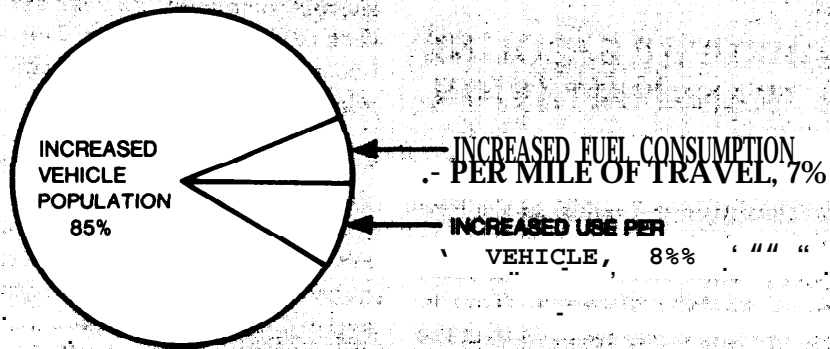 INCREASED
VEHICLE
POPULATION
85%
INCREASED FUEL CONSUMPTION
.- PER MILE OF TRAVEL, 7%
INCREASED USE PER
VEHICLE, 8%%